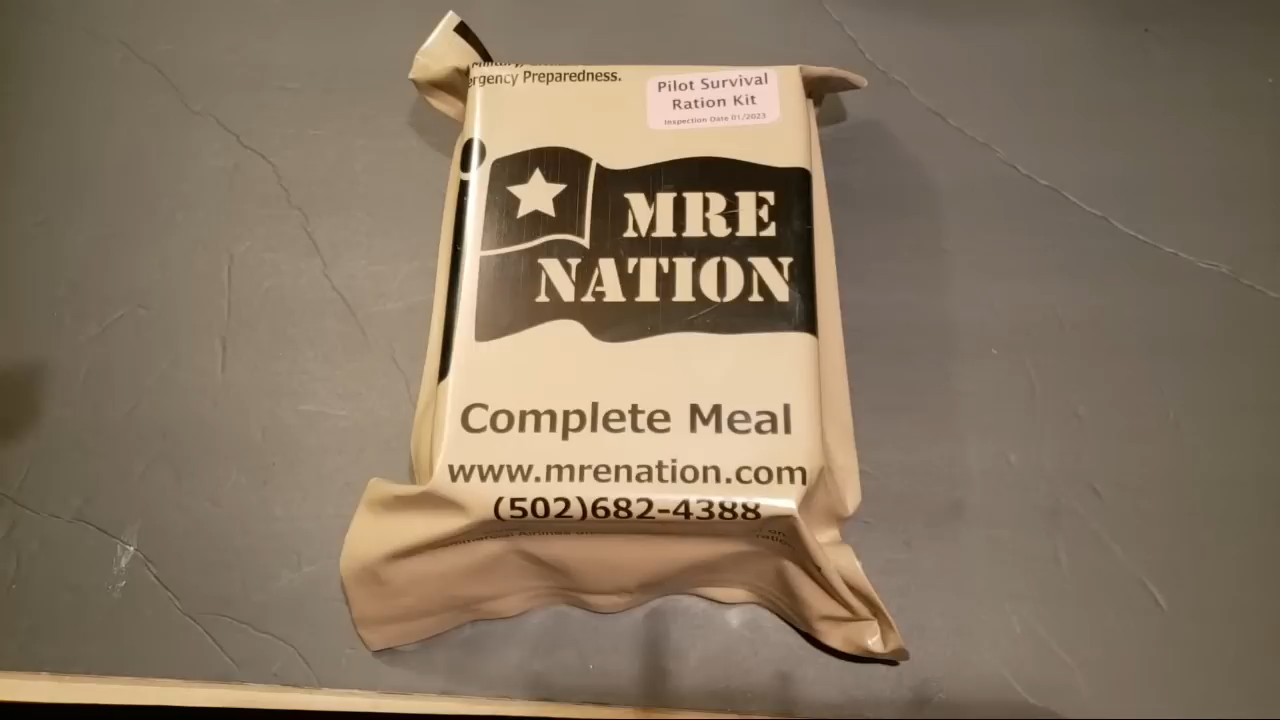 ergency Preparedness.
Pilot Survival
Ration Kit
Inspection Date 01/2023
MRE
NATION
Complete Meal
www.mrenation.com
(502)682-4388